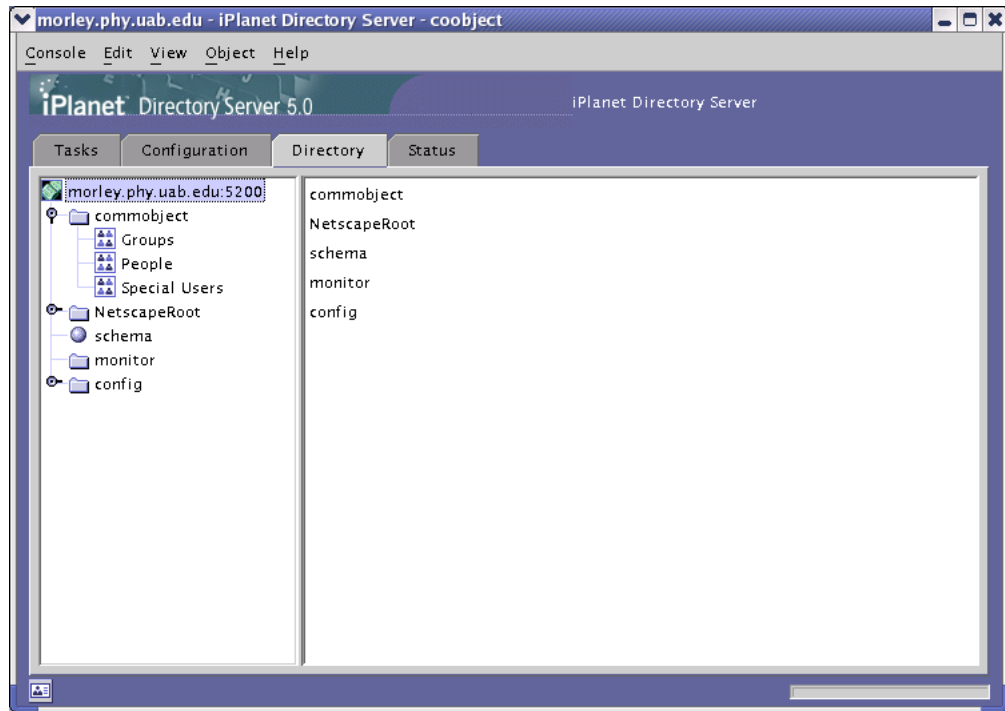 morley.phy.uab.edu - iPlanet Directory Server - coobject
Console Edit View Object Help
iPlanet Directory Server 5.0
iPlanet Directory Server
Tasks Configuration Directory Status
morley.phy.uab.edu:5200
commobject
Groups
People
Special Users
NetscapeRoot
schema
monitor
config
commobject
NetscapeRoot
schema
monitor
config